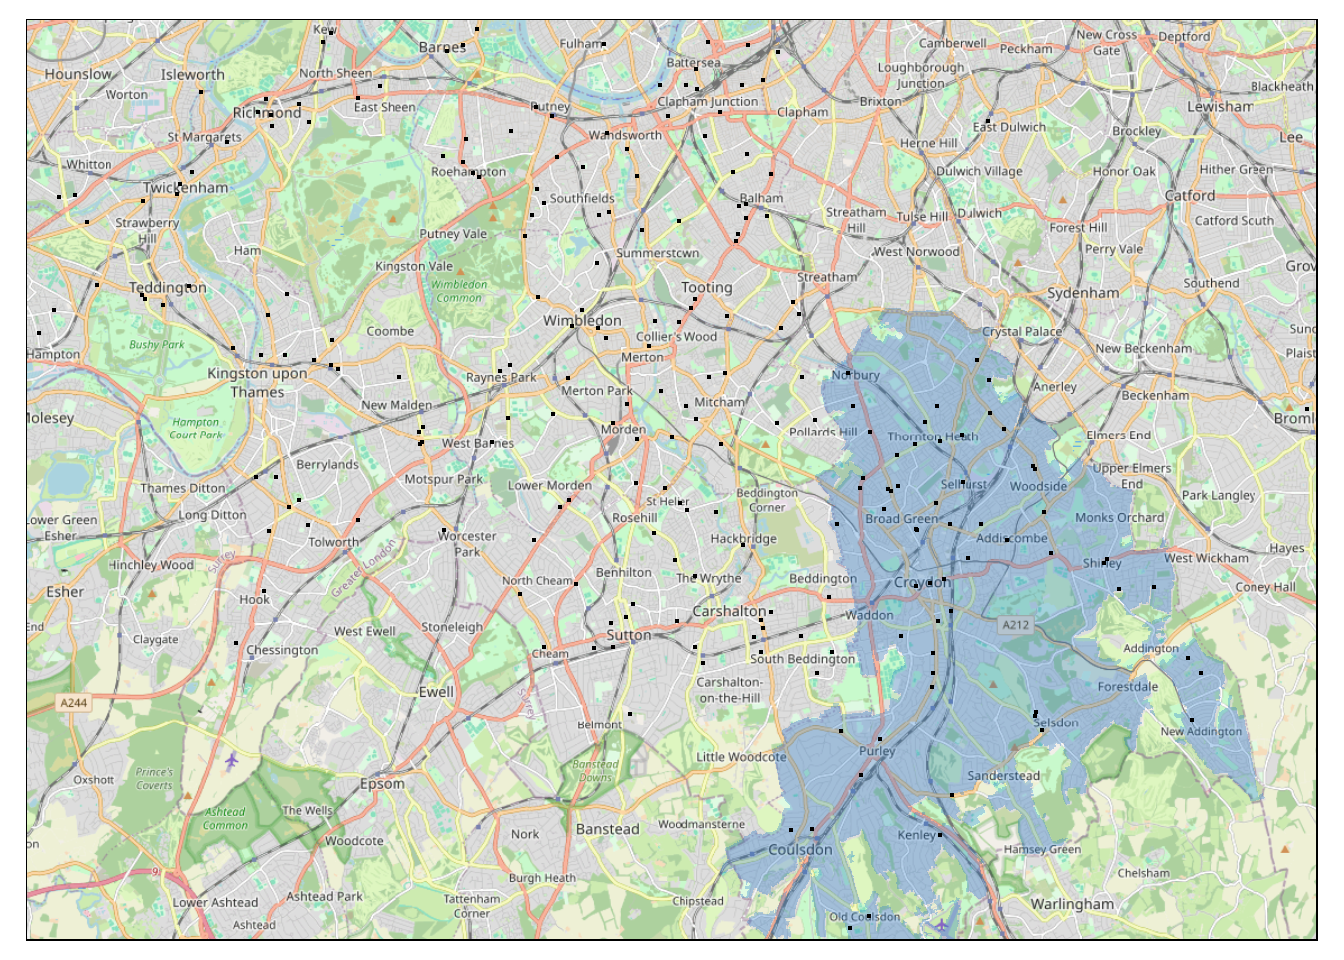 Kew
Barnes
Fulham
Camberwell
New Cross
Gate
Deptford
Peckham
Hounslow
Isleworth
North Sheen
Battersea
Loughborough
Junction
Blackheath
Worton
Richmond
East Sheen
Putney
Clapham Junction
Clapham
Brixton
Lewisham
St Margarets
Wandsworth
East Dulwich
Brockley
Lee
Herne Hill
Whitton
Roehampton
Dulwich Village
Honor Oak
Hither Green
Twickenham
Southfields
Balham
Catford
Strawberry
Hill
Streatham
Hill
Tulse Hill
Dulwich
Forest Hill
Catford South
Putney Vale
Ham
Summerstown
West Norwood
Perry Vale
Kingston Vale
Grov
Teddington
Wimbledon
Common
Tooting
Streatham
Sydenham
Southend
Wimbledon
Coombe
Collier's Wood
Crystal Palace
Sund
Bushy Park
Hampton
Merton
New Beckenham
Plaist
Kingston upon
Thames
Raynes Park
Norbury
Anerley
Merton Park
Beckenham
New Malden
Mitcham
Molesey
Hampton
Court Park
Morden
Pollards Hill
Thornton Heath
Broml
West Barnes
Elmers End
Berrylands
Upper Elmers
End
Thames Ditton
Motspur Park
Lower Morden
Selhurst
Woodside
Park Langley
St Helier
Beddington
Corner
Long Ditton
Rosehill
Broad Green
Monks Orchard
Lower Green
Esher
Tolworth
Worcester
Park
Hackbridge
Addiscombe
Hayes
Surrey
Greater London
Hinchley Wood
Shirley
West Wickham
Benhilton
The Wrythe
Beddington
Croydon
North Cheam
Coney Hall
Esher
Hook
Carshalton
Waddon
End
West Ewell
Stoneleigh
Sutton
A212
Claygate
Chessington
Cheam
South Beddington
Addington
Surrey
Ewell
Carshalton-
on-the-Hill
Forestdale
A244
Belmont
Selsdon
New Addington
Little Woodcote
Purley
Banstead
Downs
Oxshott
Prince's
Coverts
Epsom
Sanderstead
Ashtead
Common
The Wells
Woodcote
Nork
Banstead
Woodmansterne
Kenley
on
Coulsdon
Hamsey Green
9
Burgh Heath
Chelsham
Lower Ashtead
Ashtead Park
Tattenham
Corner
Chipstead
Warlingham
Ashtead
Old Coulsdon